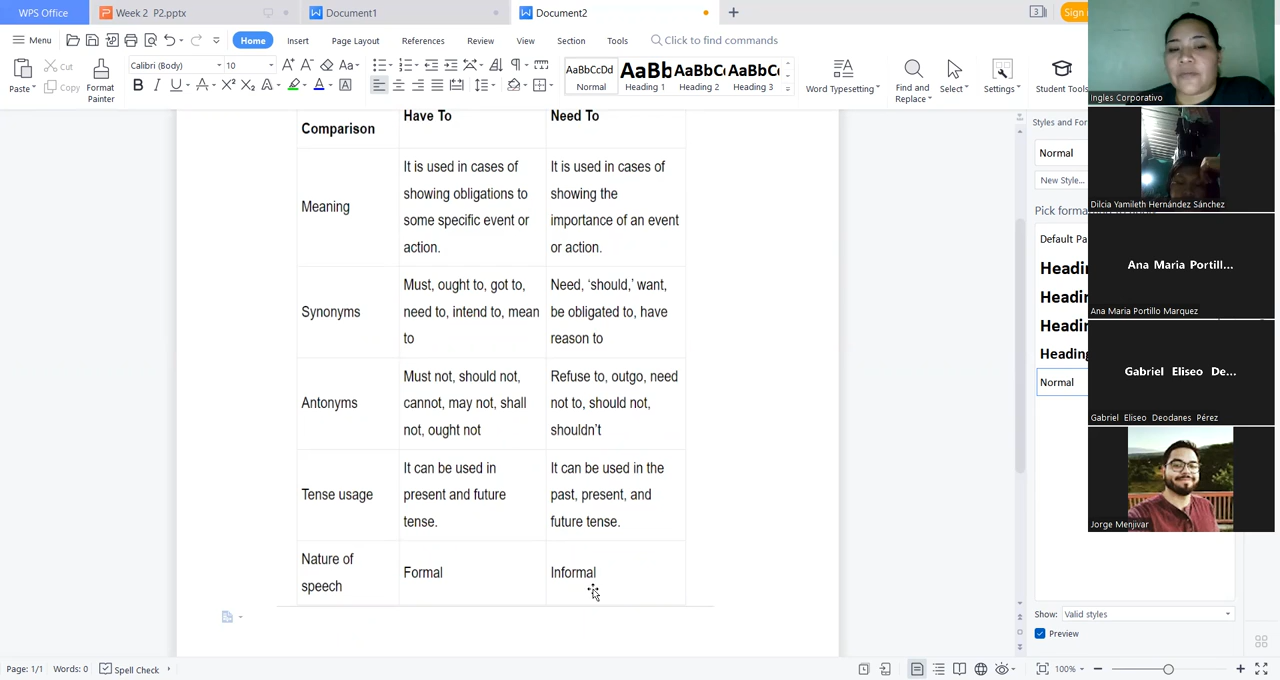 WPS Office
Week 2 P2.pptx
Document1
Document2
3
Sign i
Menu
Home
Insert
Page Layout
References
Review
View
Section
Tools
Click to find commands
Paste
Cut
Copy
Format
Painter
Calibri (Body)
10
AaBbCcDd
Normal
AaBb
Heading 1
AaBbC
Heading 2
AaBbC
Heading 3
Word Typesetting
Find and
Replace
Select
Settings
Student Tools
Comparison
Have To
Need To
Meaning
It is used in cases of
showing obligations to
some specific event or
action.
It is used in cases of
showing the
importance of an event
or action.
Synonyms
Must, ought to, got to,
need to, intend to, mean
to
Need, ‘should,’ want,
be obligated to, have
reason to
Antonyms
Must not, should not,
cannot, may not, shall
not, ought not
Refuse to, outgo, need
not to, should not,
shouldn’t
Tense usage
It can be used in
present and future
tense.
It can be used in the
past, present, and
future tense.
Nature of
speech
Formal
Informal
Styles and For
Normal
New Style...
Pick forma
Default Pa
Headin
Headin
Headin
Heading
Normal
Show:
Valid styles
Preview
Ingles Corporativo
Dilcia Yamileth Hernández Sánchez
Ana Maria Portill...
Ana Maria Portillo Marquez
Gabriel Eliseo De...
Gabriel Eliseo Deodanes Pérez
Jorge Menjivar
Page: 1/1
Words: 0
Spell Check
100%